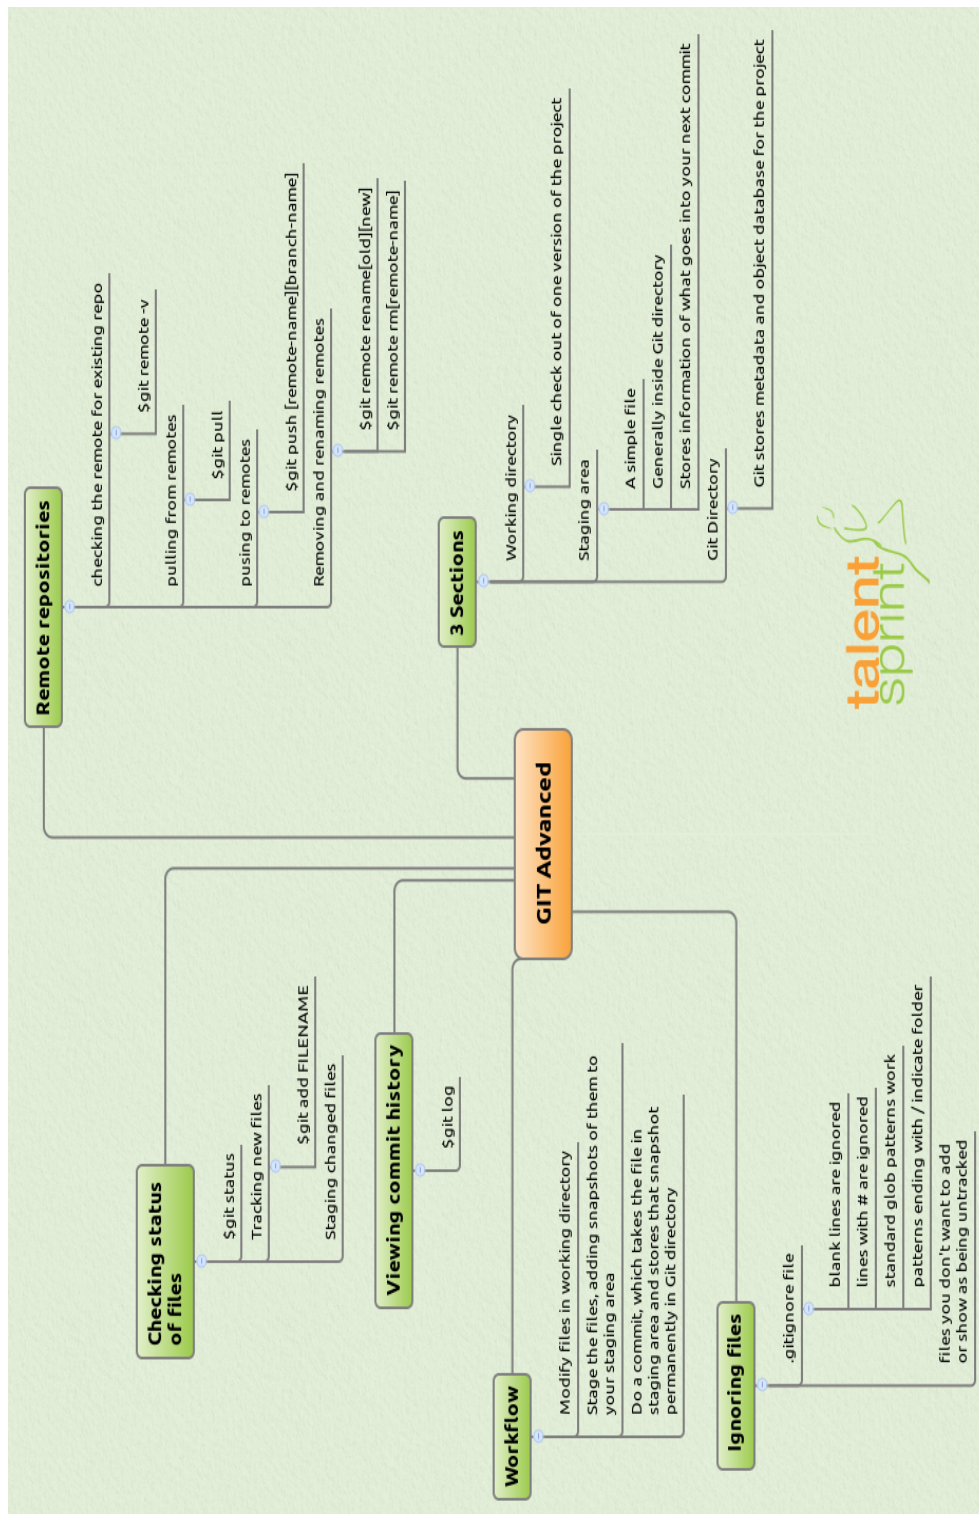 GIT Advanced
Checking status
of files
$git status
Tracking new files
$git add FILENAME
Staging changed files
Viewing commit history
$git log
Workflow
Modify files in working directory
Stage the files, adding snapshots of them to
your staging area
Do a commit, which takes the file in
staging area and stores that snapshot
permanently in Git directory
Ignoring files
.gitignore file
blank lines are ignored
lines with # are ignored
standard glob patterns work
patterns ending with / indicate folder
files you don't want to add
or show as being untracked
Remote repositories
checking the remote for existing repo
$git remote -v
pulling from remotes
$git pull
pusing to remotes
$git push [remote-name][branch-name]
Removing and renaming remotes
$git remote rename[old][new]
$git remote rm[remote-name]
3 Sections
Working directory
Single check out of one version of the project
Staging area
A simple file
Generally inside Git directory
Stores information of what goes into your next commit
Git Directory
Git stores metadata and object database for the project
talent
sprint